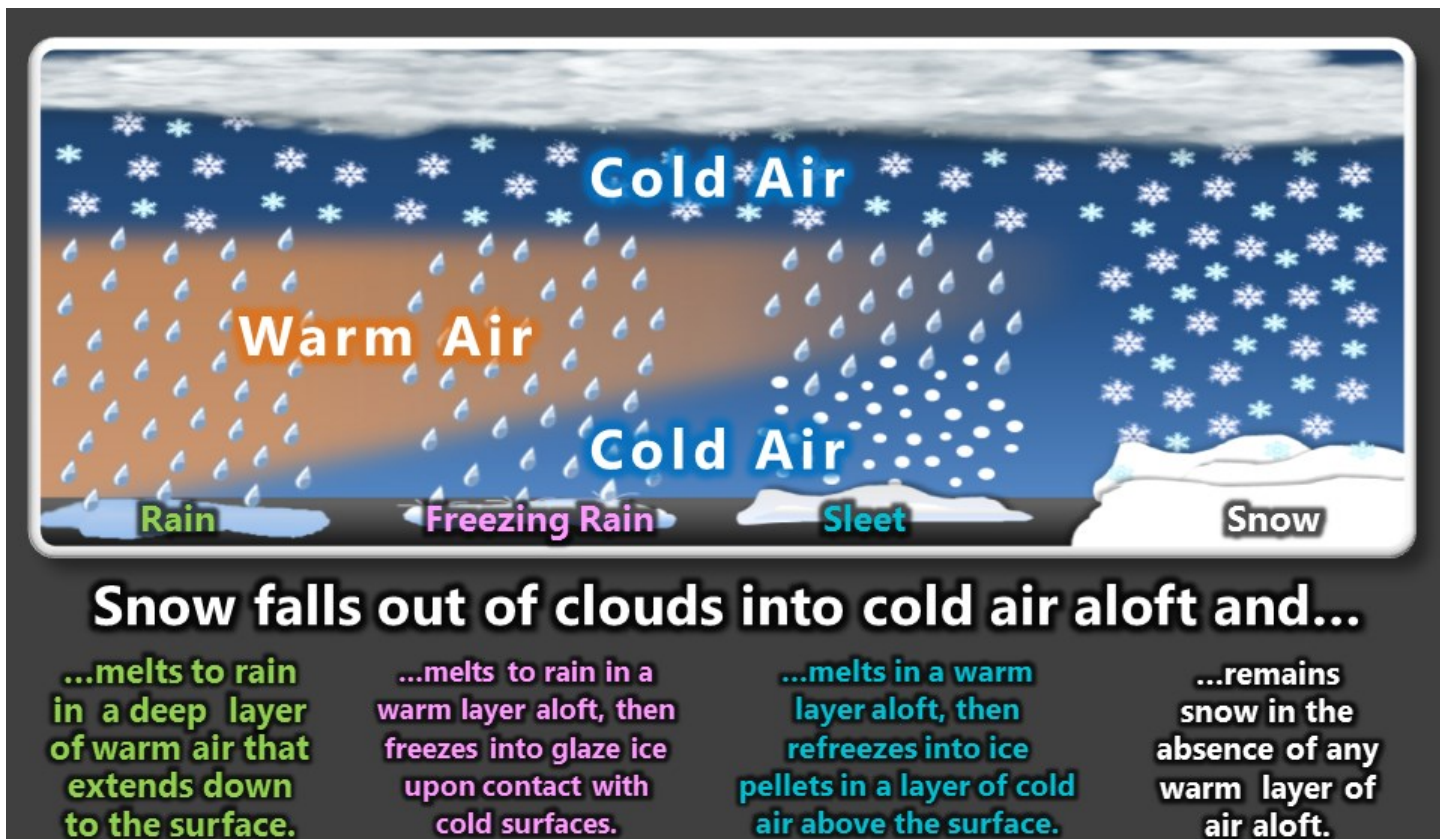 Cold Air
Warm Air
Cold Air
Rain
Freezing Rain
Sleet
Snow
Snow falls out of clouds into cold air aloft and...
...melts to rain
in a deep layer
of warm air that
extends down
to the surface.
...melts to rain in a
warm layer aloft, then
freezes into glaze ice
upon contact with
cold surfaces.
...melts in a warm
layer aloft, then
refreezes into ice
pellets in a layer of cold
air above the surface.
...remains
snow in the
absence of any
warm layer of
air aloft.